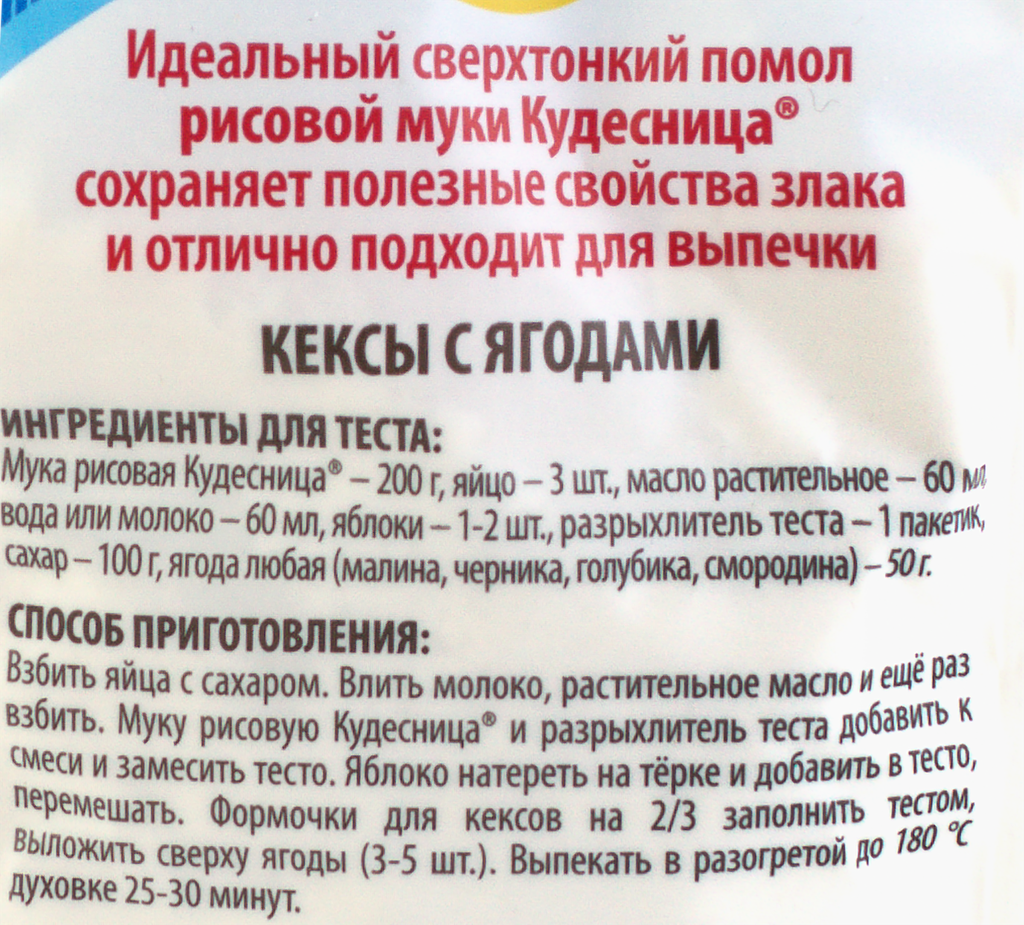 Идеальный сверхтонкий помол
рисовой муки Кудесница®
сохраняет полезные свойства злака
и отлично подходит для выпечки
КЕКСЫ С ЯГОДАМИ
ИНГРЕДИЕНТЫ ДЛЯ ТЕСТА:
Мука рисовая Кудесница® – 200 г, яйцо – 3 шт., масло растительное – 60 мл,
вода или молоко – 60 мл, яблоки – 1-2 шт., разрыхлитель теста – 1 пакетик,
сахар – 100 г, ягода любая (малина, черника, голубика, смородина) – 50 г.
СПОСОБ ПРИГОТОВЛЕНИЯ:
Взбить яйца с сахаром. Влить молоко, растительное масло и ещё раз
взбить. Муку рисовую Кудесница® и разрыхлитель теста добавить к
смеси и замесить тесто. Яблоко натереть на тёрке и добавить в тесто,
перемешать. Формочки для кексов на 2/3 заполнить тестом,
выложить сверху ягоды (3-5 шт.). Выпекать в разогретой до 180 °С
духовке 25-30 минут.